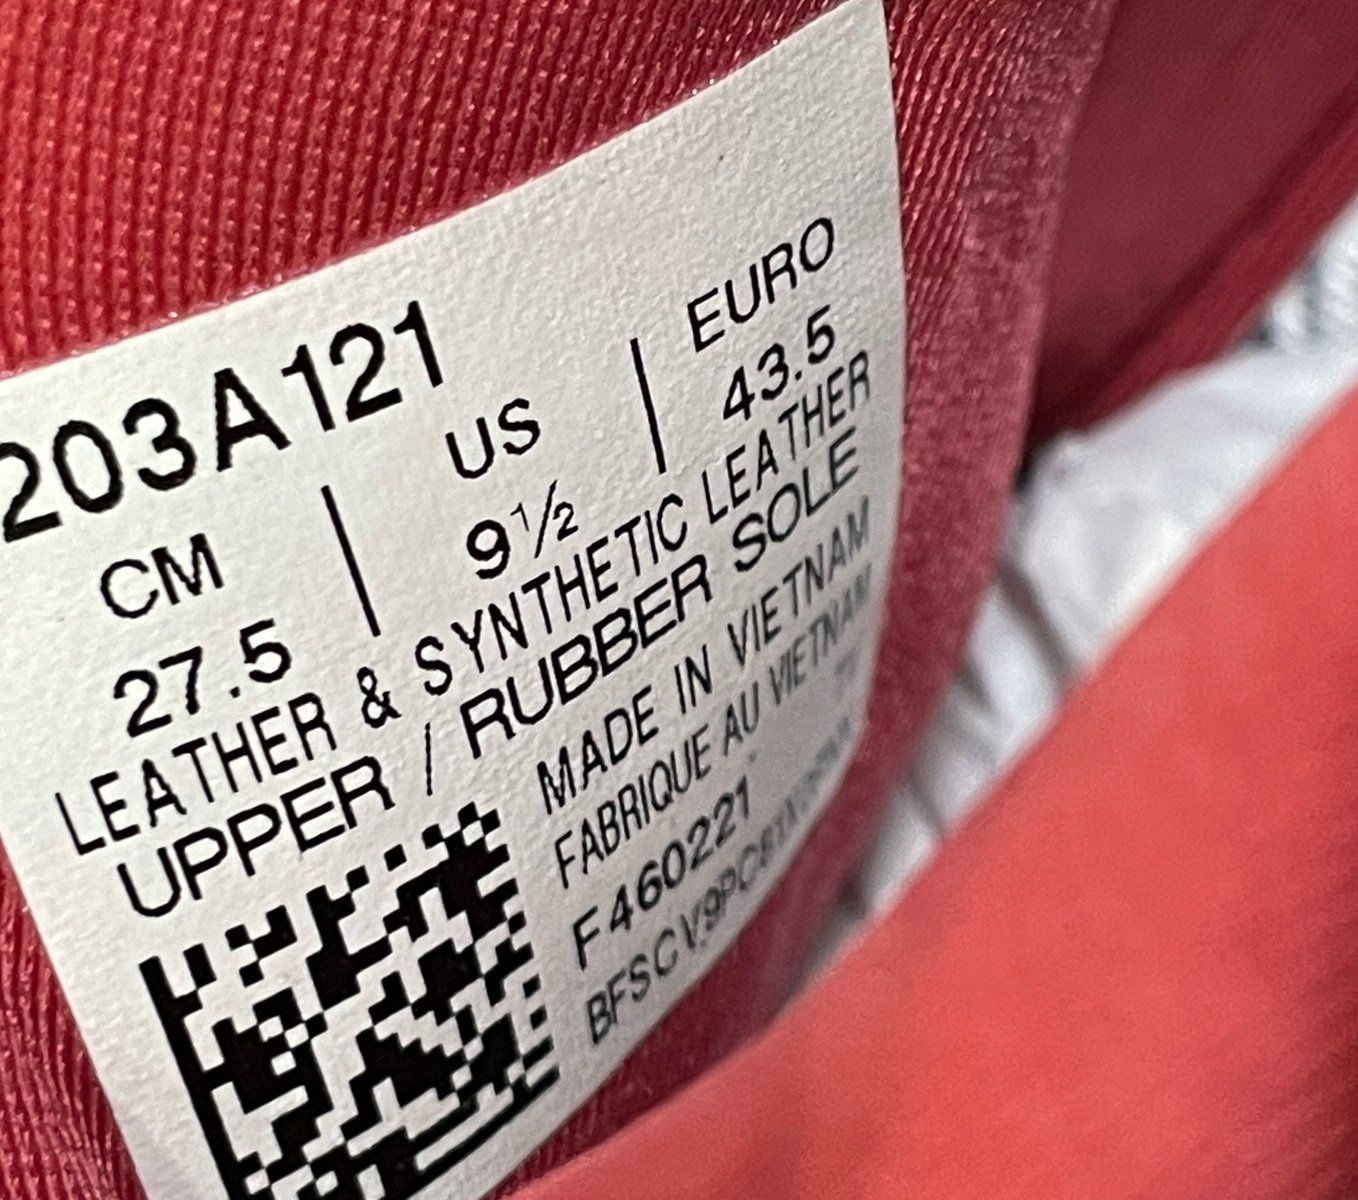 203A121
CM | US | EURO
27.5 | 9½ | 43.5
LEATHER & SYNTHETIC LEATHER
UPPER / RUBBER SOLE
MADE IN VIETNAM
FABRIQUE AU VIETNAM
F460221